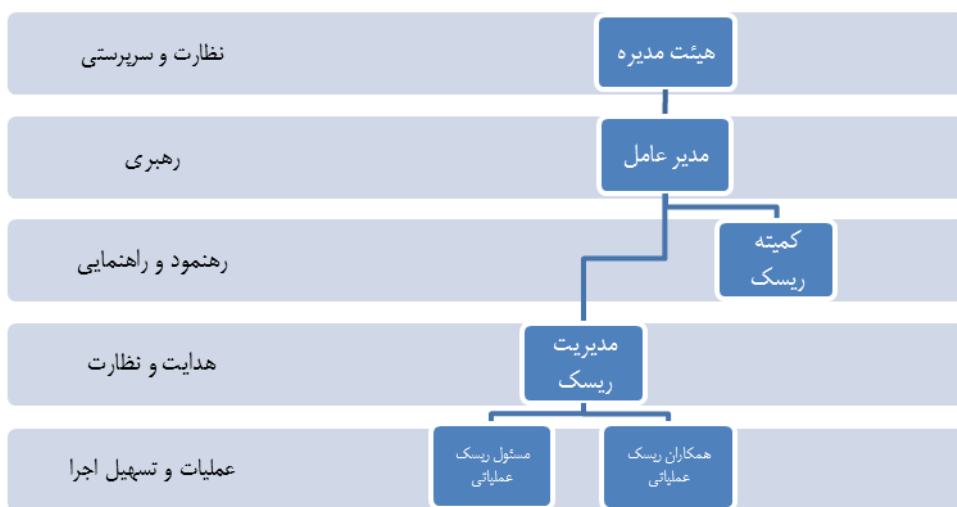 هیئت مدیره
نظارت و سرپرستی
مدیر عامل
رهبری
کمیته
ریسک
رهنمود و راهنمایی
مدیریت
ریسک
هدایت و نظارت
همکاران ریسک
عملیاتی
مسئول ریسک
عملیاتی
عملیات و تسهیل اجرا